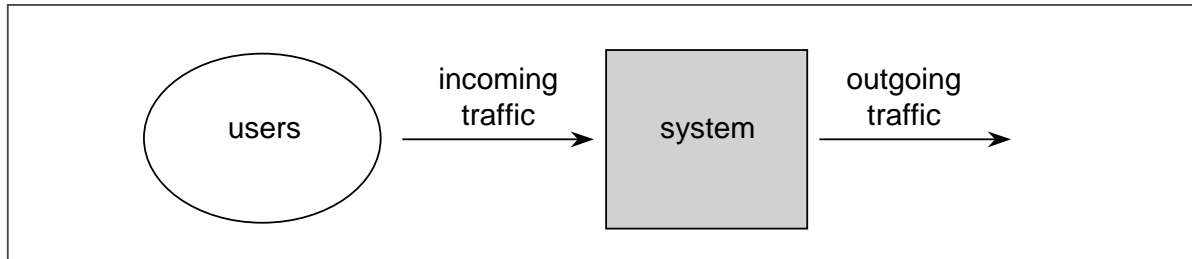 users
incoming
traffic
system
outgoing
traffic